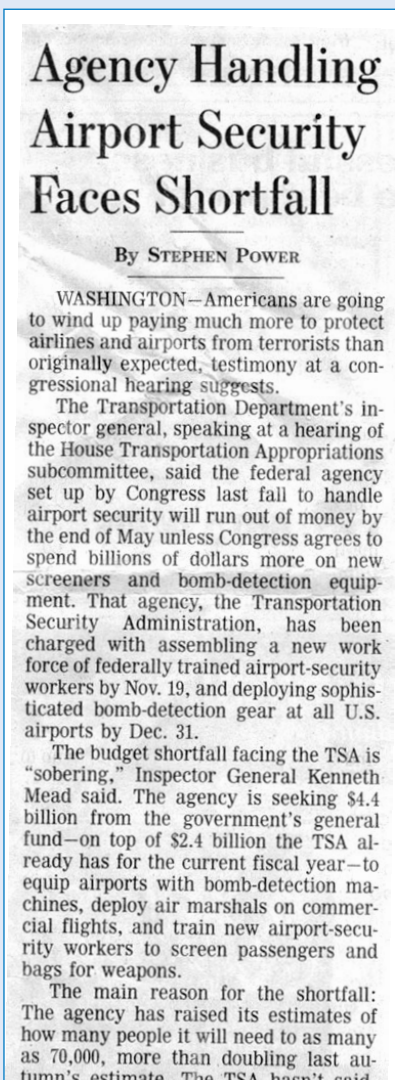 Agency Handling
Airport Security
Faces Shortfall
By STEPHEN POWER
WASHINGTON—Americans are going
to wind up paying much more to protect
airlines and airports from terrorists than
originally expected, testimony at a con-
gressional hearing suggests.
The Transportation Department's in-
spector general, speaking at a hearing of
the House Transportation Appropriations
subcommittee, said the federal agency
set up by Congress last fall to handle
airport security will run out of money by
the end of May unless Congress agrees to
spend billions of dollars more on new
screeners and bomb-detection equip-
ment. That agency, the Transportation
Security Administration, has been
charged with assembling a new work
force of federally trained airport-security
workers by Nov. 19, and deploying sophis-
ticated bomb-detection gear at all U.S.
airports by Dec. 31.
The budget shortfall facing the TSA is
“sobering,” Inspector General Kenneth
Mead said. The agency is seeking $4.4
billion from the government's general
fund—on top of $2.4 billion the TSA al-
ready has for the current fiscal year—to
equip airports with bomb-detection ma-
chines, deploy air marshals on commer-
cial flights, and train new airport-secu-
rity workers to screen passengers and
bags for weapons.
The main reason for the shortfall:
The agency has raised its estimates of
how many people it will need to as many
as 70,000, more than doubling last au-
tumn's estimate. The TSA hasn't said